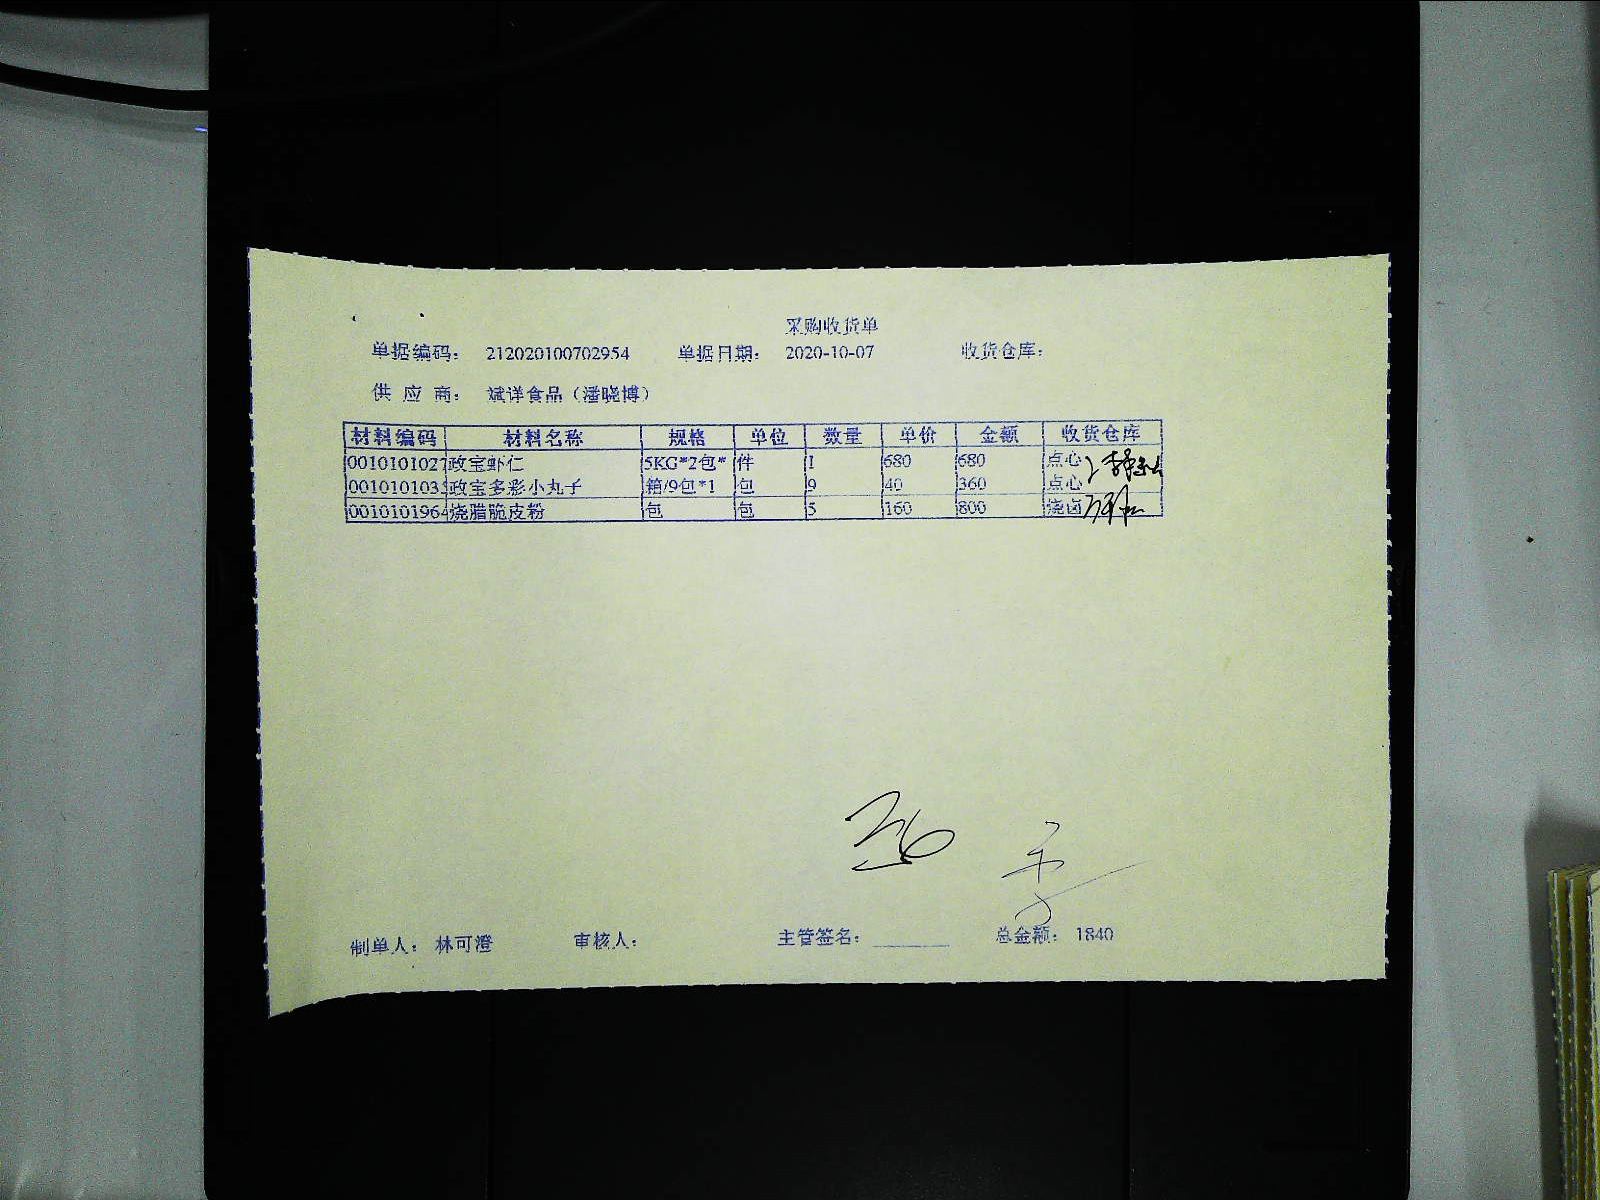 采购收货单
单据编码: 212020100702954 单据日期: 2020-10-07 收货仓库:
供 应 商: 斌洋食品（潘晓博）
材料编码 材料名称 规格 单位 数量 单价 金额 收货仓库
0010101027 政宝虾仁 5KG*2包* 件 1 680 680 点心
001010103 政宝多彩小丸子 箱/9包*1 包 9 40 360 点心
0010101964 烧腊脆皮粉 包 包 5 160 800 烧卤
制单人: 林可澄 审核人: 主管签名: 总金额: 1840